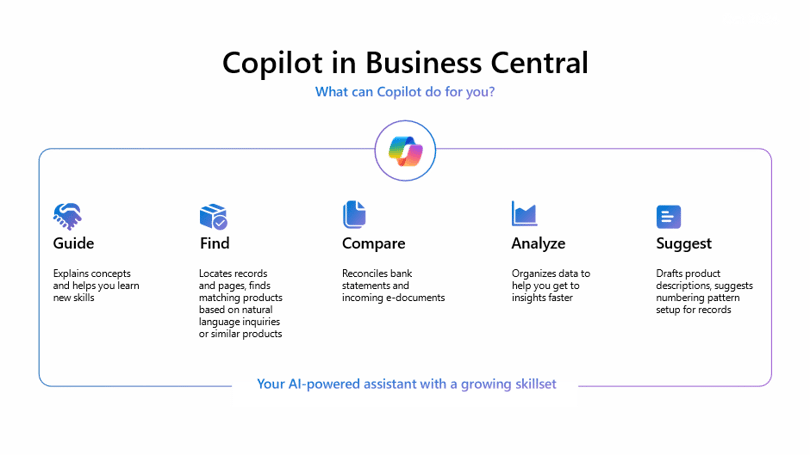 Copilot in Business Central
What can Copilot do for you?
Guide
Explains concepts
and helps you learn
new skills
Find
Locates records
and pages, finds
matching products
based on natural
language inquiries
or similar products
Compare
Reconciles bank
statements and
incoming e-documents
Analyze
Organizes data to
help you get to
insights faster
Suggest
Drafts product
descriptions, suggests
numbering pattern
setup for records
Your AI-powered assistant with a growing skillset